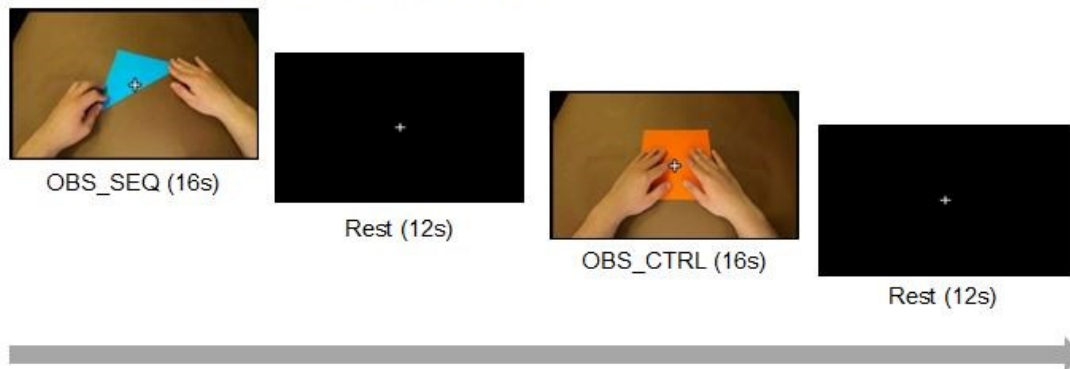 OBS_SEQ (16s)
Rest (12s)
OBS_CTRL (16s)
Rest (12s)